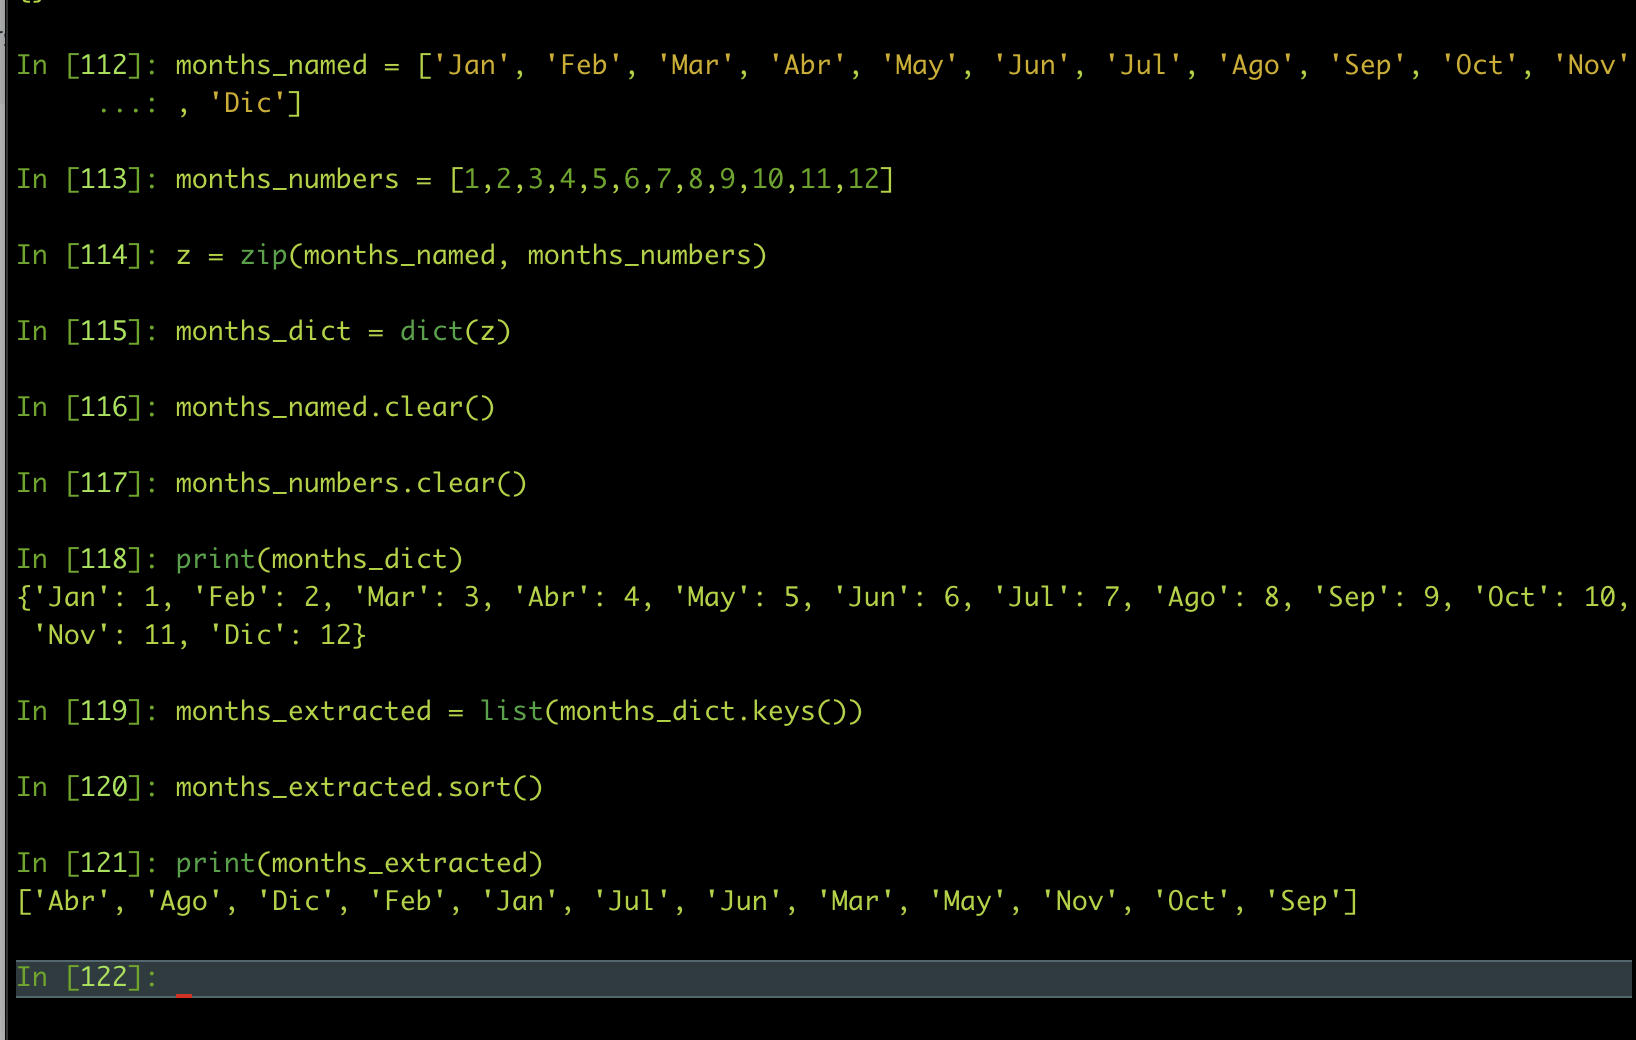 In [112]: months_named = ['Jan', 'Feb', 'Mar', 'Abr', 'May', 'Jun', 'Jul', 'Ago', 'Sep', 'Oct', 'Nov'
...: , 'Dic']
In [113]: months_numbers = [1,2,3,4,5,6,7,8,9,10,11,12]
In [114]: z = zip(months_named, months_numbers)
In [115]: months_dict = dict(z)
In [116]: months_named.clear()
In [117]: months_numbers.clear()
In [118]: print(months_dict)
{'Jan': 1, 'Feb': 2, 'Mar': 3, 'Abr': 4, 'May': 5, 'Jun': 6, 'Jul': 7, 'Ago': 8, 'Sep': 9, 'Oct': 10,
'Nov': 11, 'Dic': 12}
In [119]: months_extracted = list(months_dict.keys())
In [120]: months_extracted.sort()
In [121]: print(months_extracted)
['Abr', 'Ago', 'Dic', 'Feb', 'Jan', 'Jul', 'Jun', 'Mar', 'May', 'Nov', 'Oct', 'Sep']
In [122]: